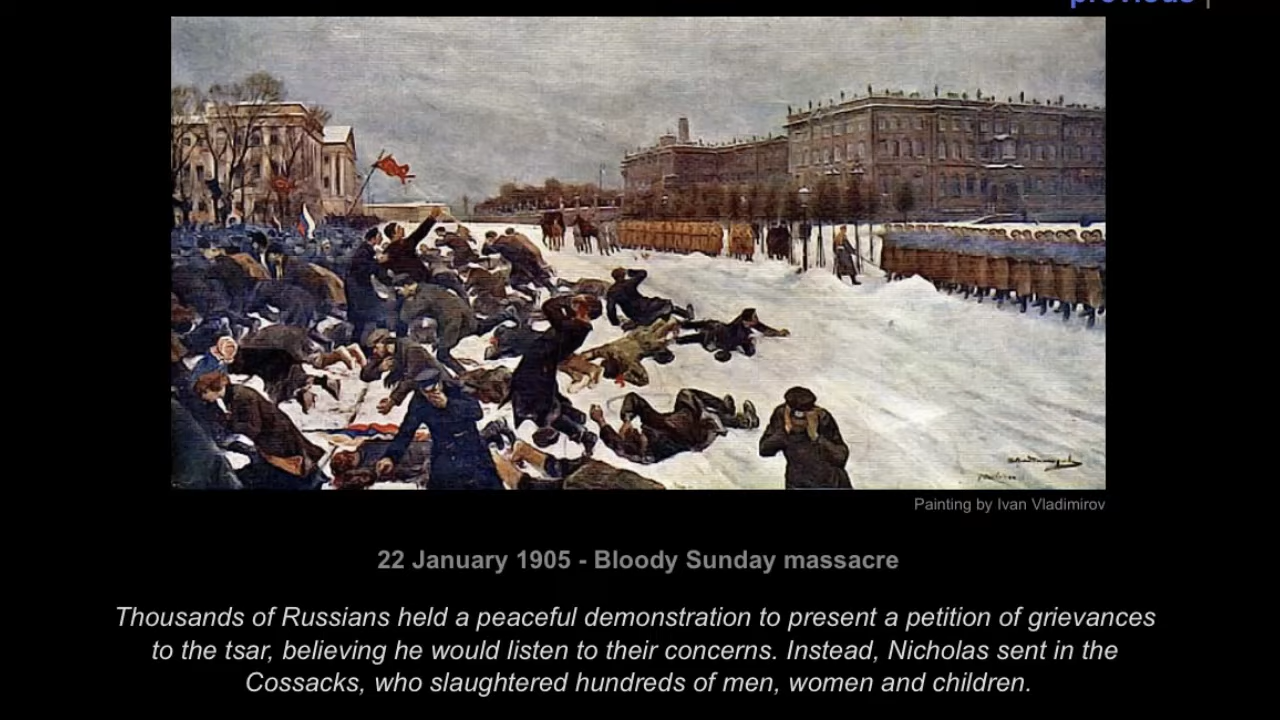 previous |
Painting by Ivan Vladimirov
22 January 1905 - Bloody Sunday massacre
Thousands of Russians held a peaceful demonstration to present a petition of grievances
to the tsar, believing he would listen to their concerns. Instead, Nicholas sent in the
Cossacks, who slaughtered hundreds of men, women and children.